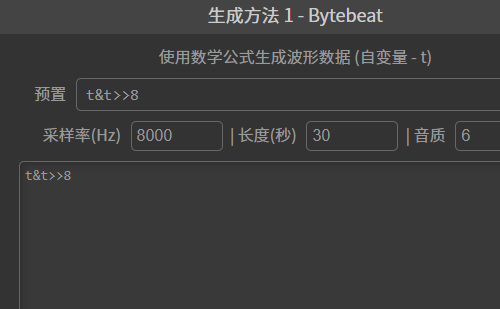 生成方法 1 - Bytebeat
使用数学公式生成波形数据 (自变量 - t)
预置 t&t>>8
采样率(Hz) 8000 | 长度(秒) 30 | 音质 6
t&t>>8